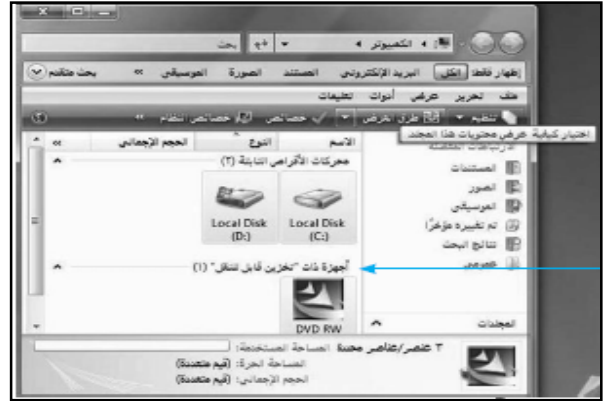 الكمبيوتر
بحث
إظهار فقط: الكل البريد الإلكتروني المستند الصورة الموسيقى » بحث متقدم
ملف تحرير عرض أدوات تعليمات
تنظيم طرق العرض خصائص خصائص النظام »
اختيار كيفية عرض محتويات هذا المجلد
الاسم النوع الحجم الإجمالي »
الارتباطات المفضلة
محركات الأقراص الثابتة (٢)
المستندات
الصور
الموسيقى
تم تغييره مؤخرًا
نتائج البحث
عمومي
Local Disk (C:)
Local Disk (D:)
أجهزة ذات "تخزين قابل للنقل" (١)
DVD RW
المجلدات
٣ عنصر/عناصر محددة المساحة المستخدمة:
المساحة الحرة: (قيم متعددة)
الحجم الإجمالي: (قيم متعددة)